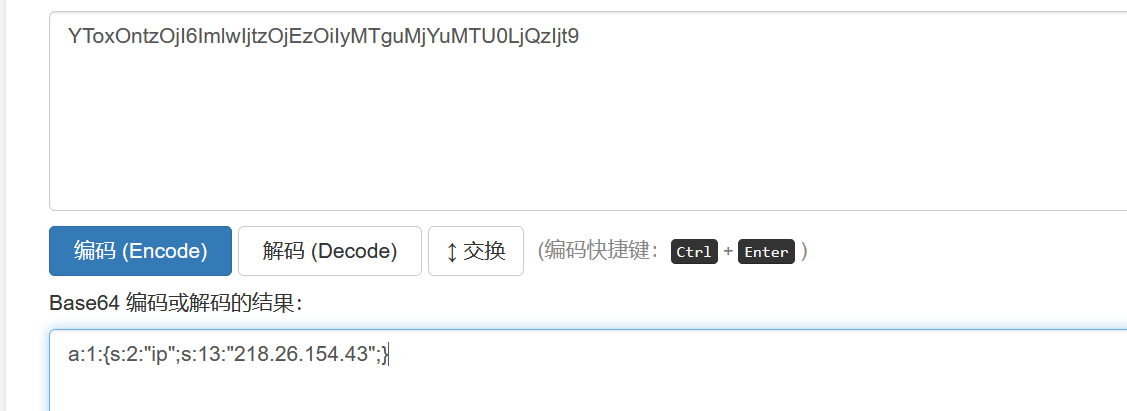 YToxOntzOjI6ImlwIjtzOjEzOiIyMTguMjYuMTU0LjQzIjt9
编码 (Encode)
解码 (Decode)
↕ 交换
(编码快捷键： Ctrl + Enter )
Base64 编码或解码的结果：
a:1:{s:2:"ip";s:13:"218.26.154.43";}